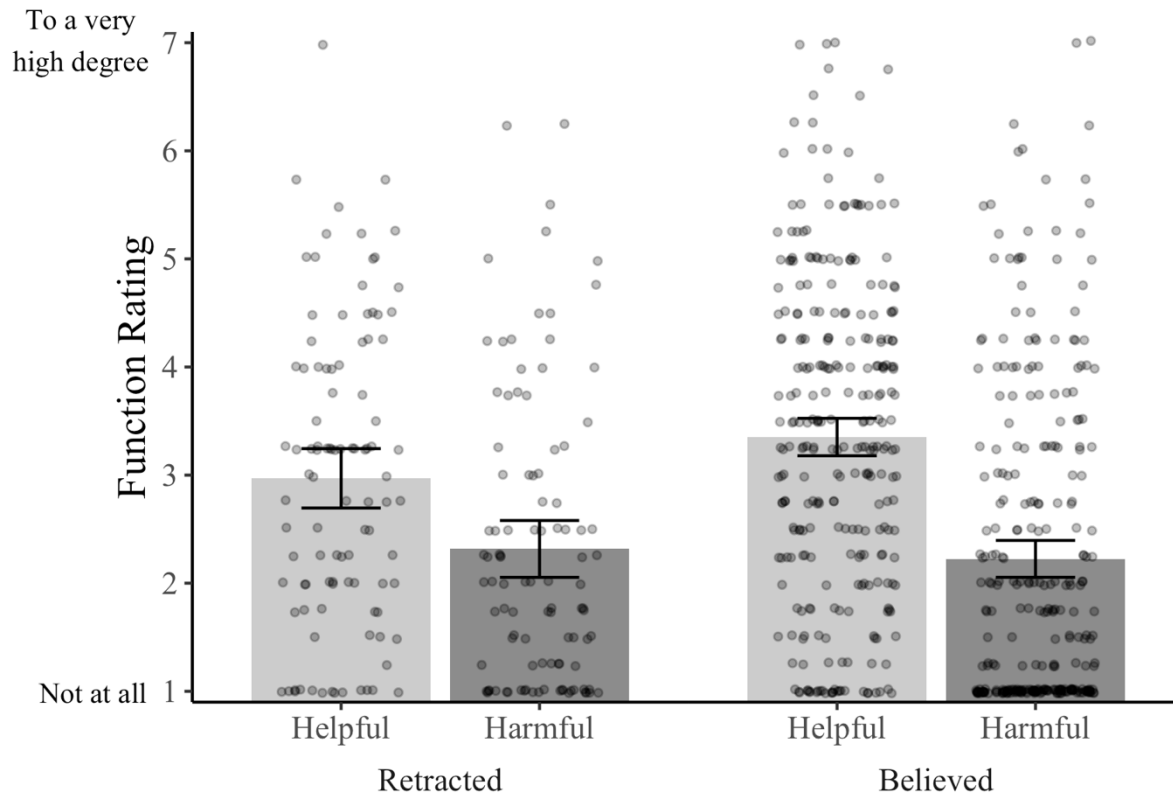 To a very
high degree
7
6
5
4
3
2
1
Not at all
Function Rating
Helpful
Harmful
Helpful
Harmful
Retracted
Believed